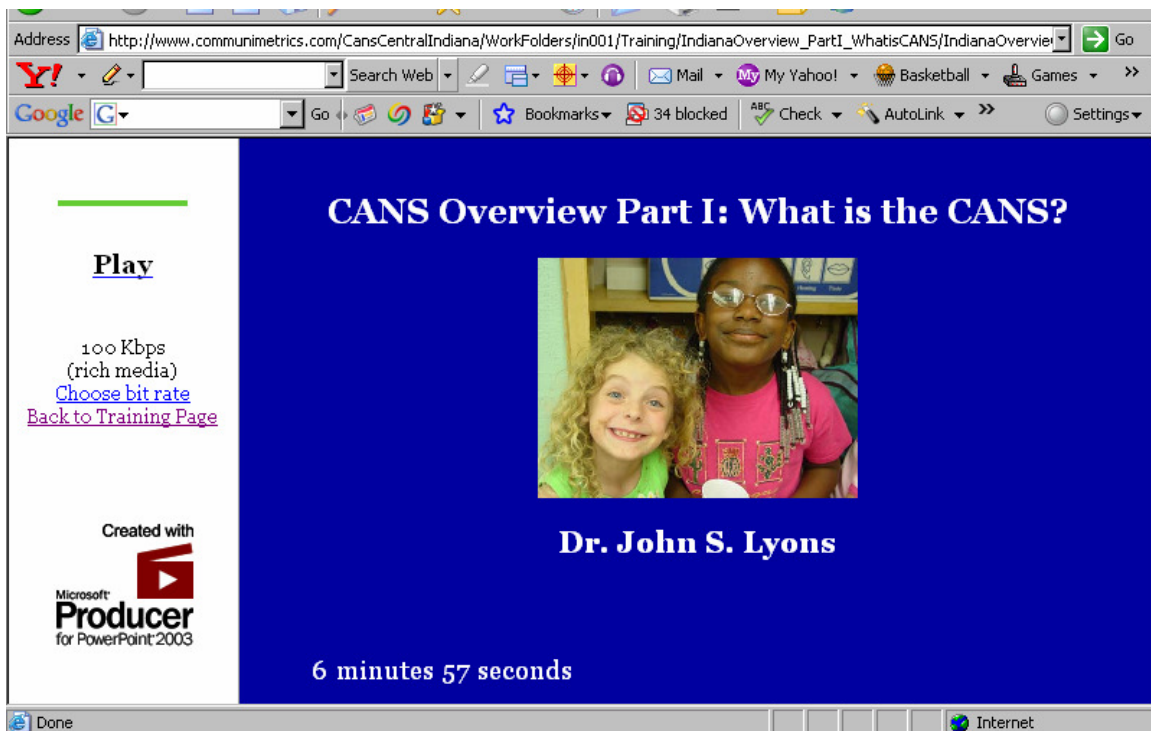 Address http://www.communimetrics.com/CansCentralIndiana/WorkFolders/in001/Training/IndianaOverview_PartI_WhatisCANS/IndianaOverview Go
Y! Search Web Mail My Yahoo! Basketball Games »
Google G Go Bookmarks 34 blocked ABC Check AutoLink » Settings
CANS Overview Part I: What is the CANS?
Play
100 Kbps
(rich media)
Choose bit rate
Back to Training Page
Dr. John S. Lyons
Created with
Microsoft
Producer
for PowerPoint 2003
6 minutes 57 seconds
Done Internet